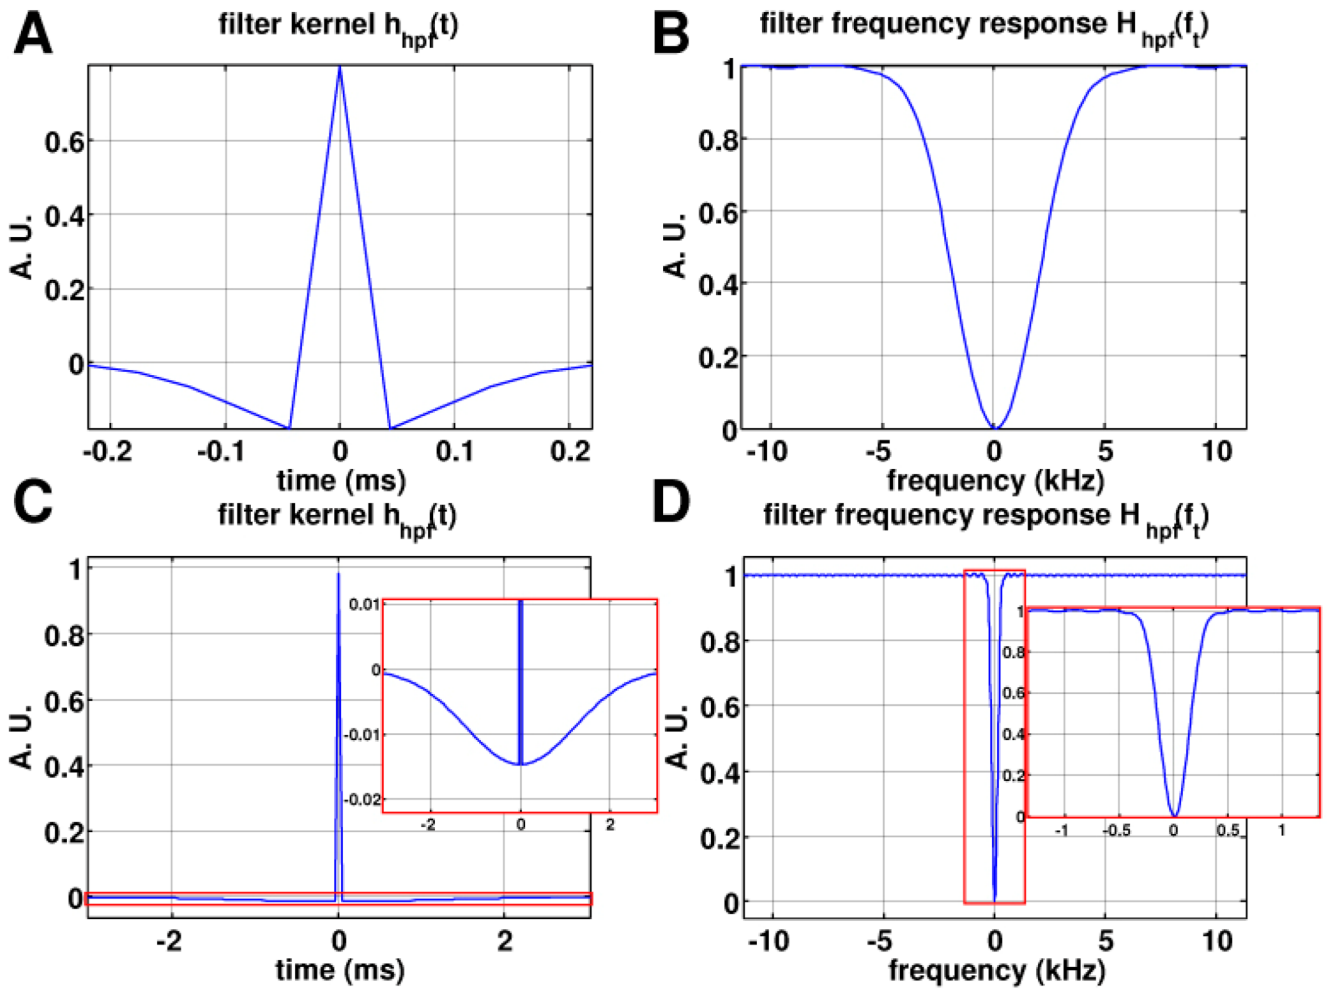 A
filter kernel h_hpf(t)
0.6
0.4
0.2
0
A. U.
-0.2 -0.1 0 0.1 0.2
time (ms)
B
filter frequency response H_hpf(f_t)
1
0.8
0.6
0.4
0.2
0
A. U.
-10 -5 0 5 10
frequency (kHz)
C
filter kernel h_hpf(t)
1
0.8
0.6
0.4
0.2
0
A. U.
-2 0 2
time (ms)
0.01
0
-0.01
-0.02
-2 0 2
D
filter frequency response H_hpf(f_t)
1
0.8
0.6
0.4
0.2
0
A. U.
-10 -5 0 5 10
frequency (kHz)
1
0.8
0.6
0.4
0.2
0
-1 -0.5 0 0.5 1